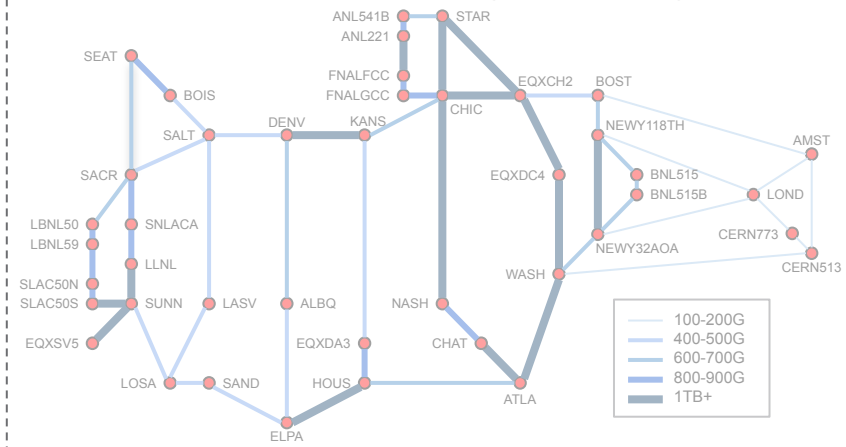 ANL541B STAR
ANL221
SEAT
FNALFCC EQXCH2 BOST
BOIS FNALGCC
CHIC
DENV KANS NEWY118TH
SALT AMST
SACR EQXDC4 BNL515
BNL515B LOND
LBNL50 SNLACA
LBNL59 CERN773
NEWY32AOA
LLNL CERN513
WASH
SLAC50N
SLAC50S SUNN LASV ALBQ NASH
100-200G
EQXSV5 EQXDA3 CHAT 400-500G
600-700G
LOSA SAND HOUS 800-900G
ATLA 1TB+
ELPA